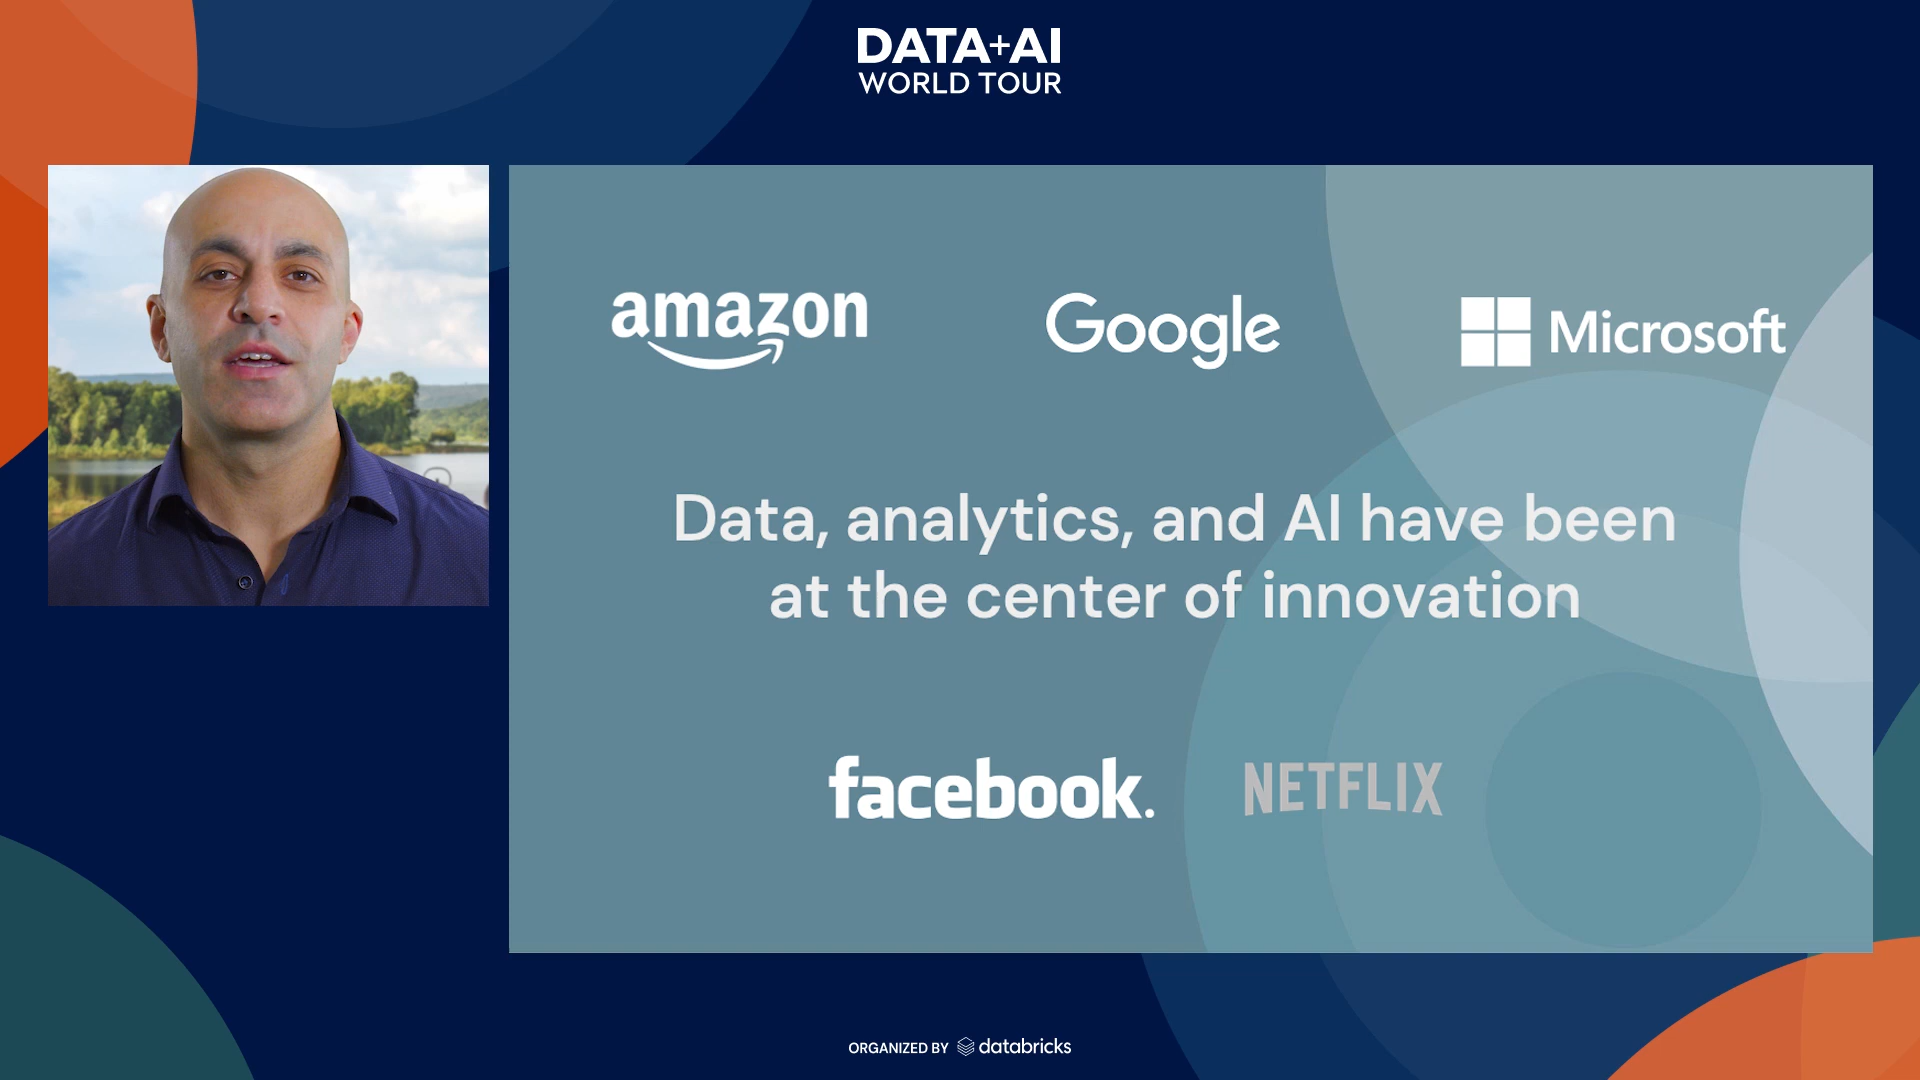 DATA+AI
WORLD TOUR
amazon
Google
Microsoft
Data, analytics, and AI have been
at the center of innovation
facebook.
NETFLIX
ORGANIZED BY databricks